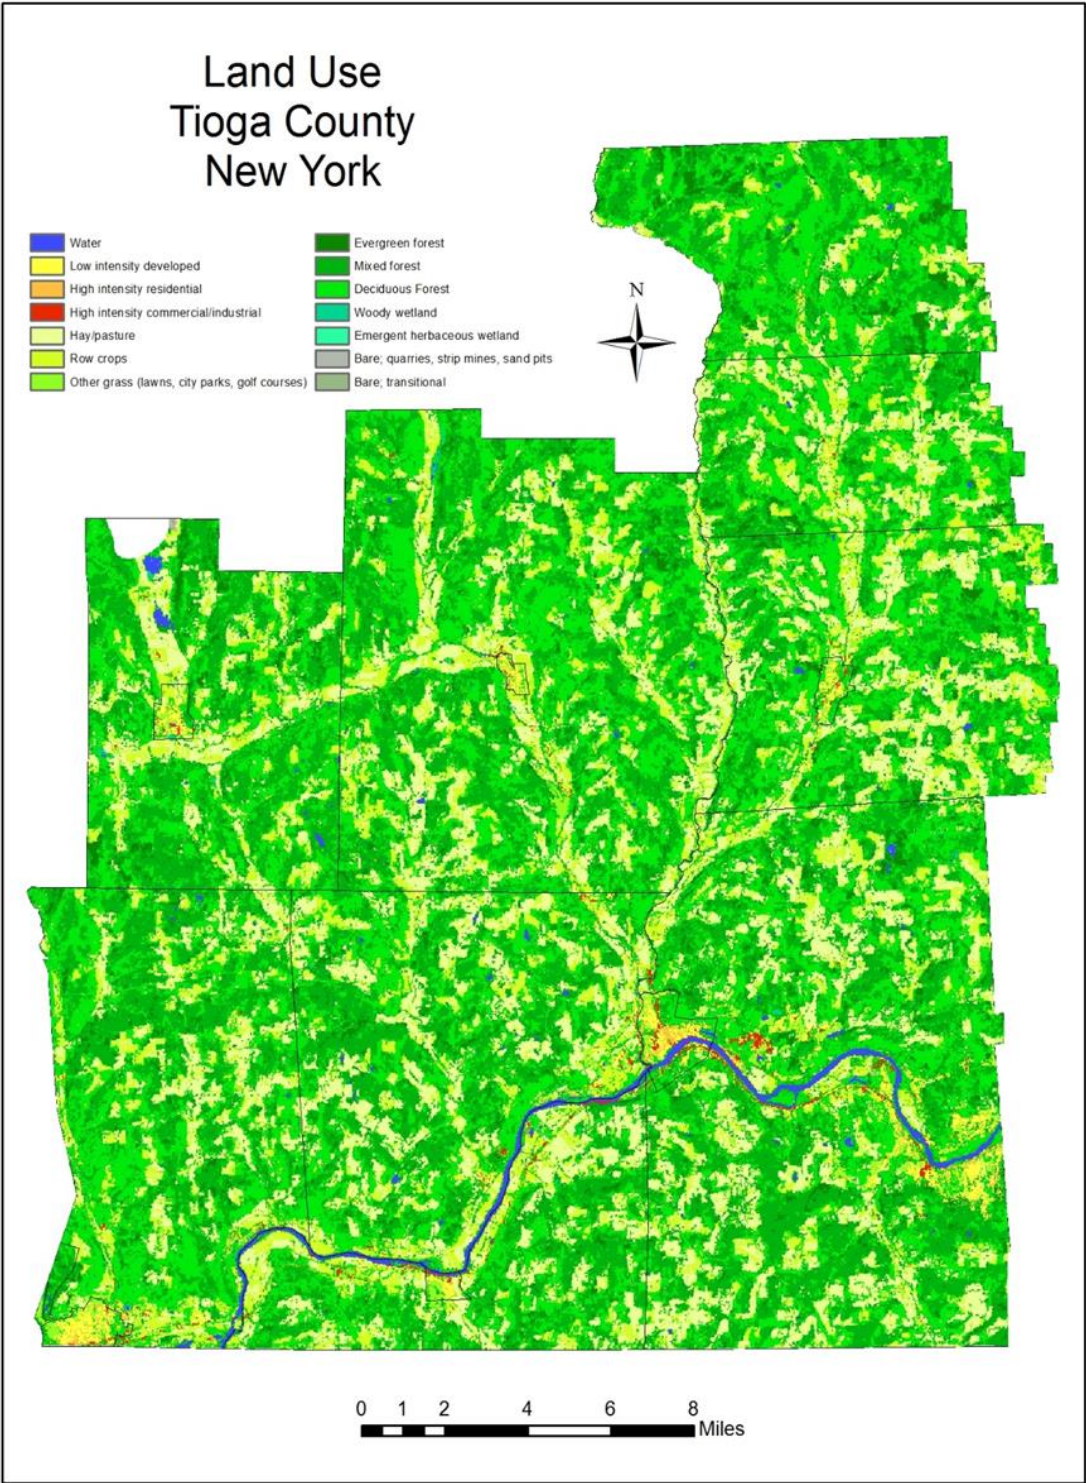 Land Use
Tioga County
New York
Water
Low intensity developed
High intensity residential
High intensity commercial/industrial
Hay/pasture
Row crops
Other grass (lawns, city parks, golf courses)
Evergreen forest
Mixed forest
Deciduous Forest
Woody wetland
Emergent herbaceous wetland
Bare; quarries, strip mines, sand pits
Bare; transitional
N
0 1 2 4 6 8
Miles